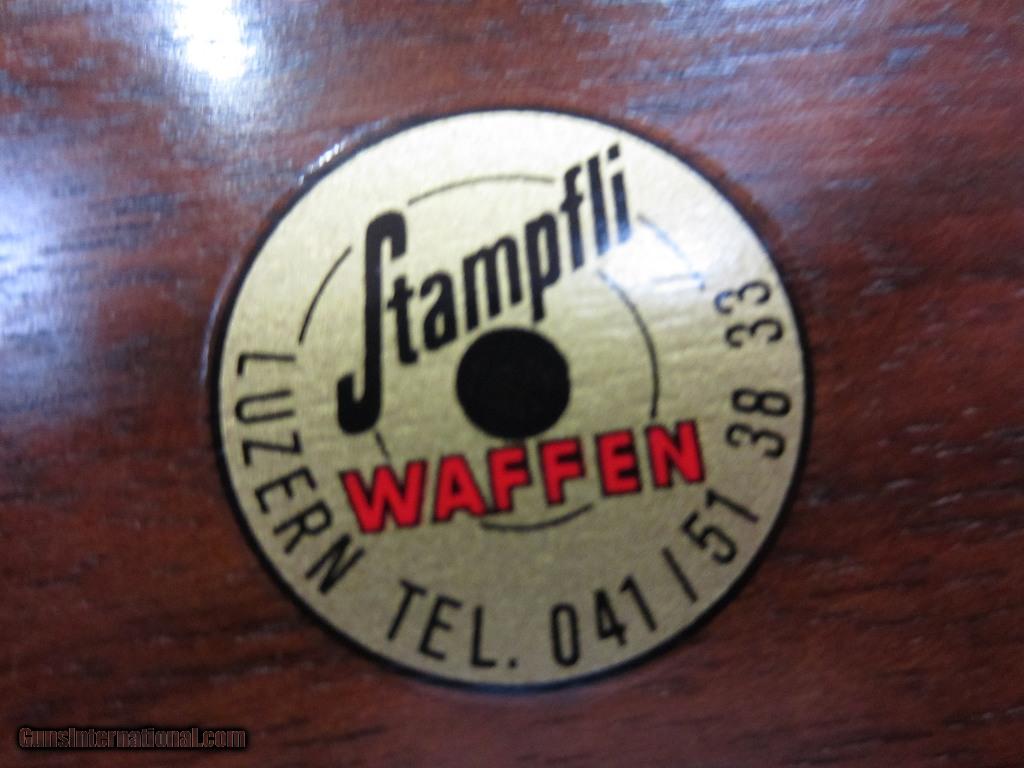 Stampfli
WAFFEN
LUZERN TEL. 041 / 51 38 33
GunsInternational.com